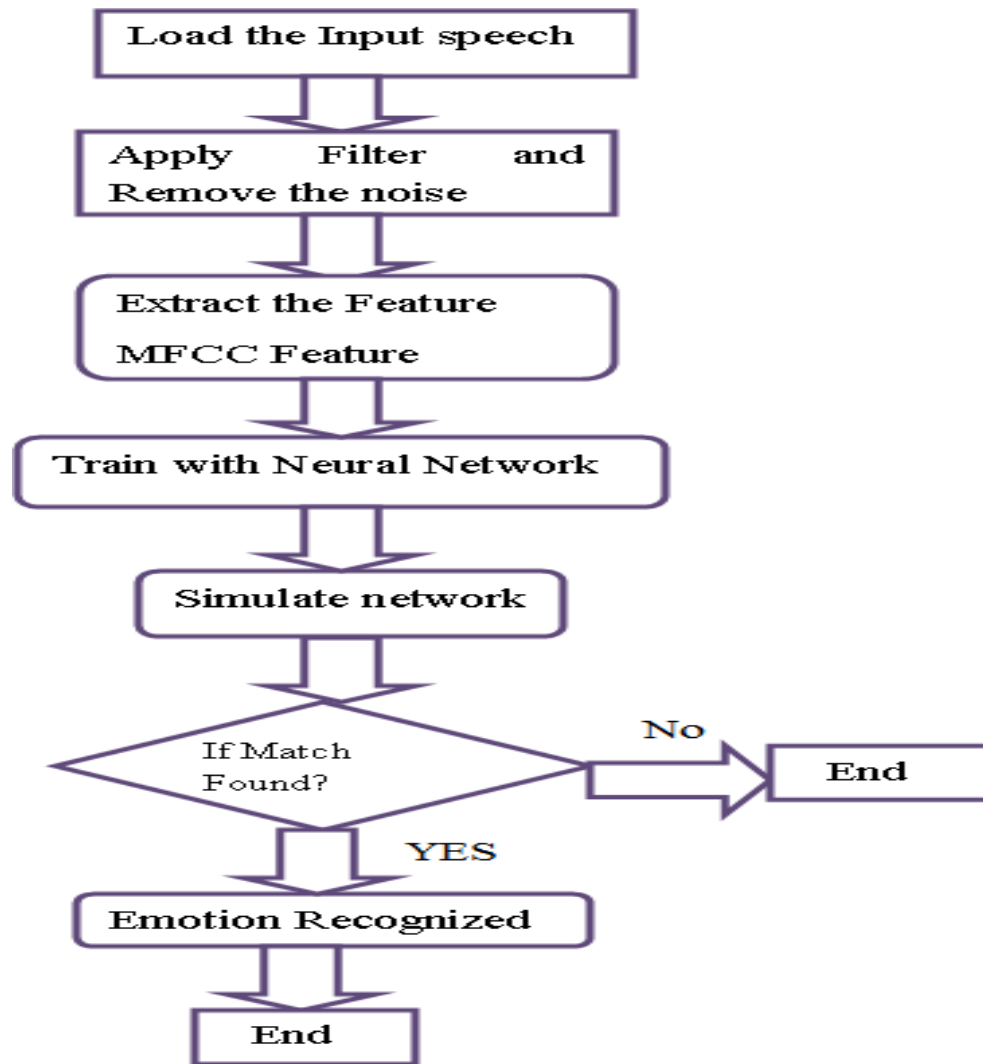 Load the Input speech
Apply Filter and
Remove the noise
Extract the Feature
MFCC Feature
Train with Neural Network
Simulate network
If Match
Found?
No
End
YES
Emotion Recognized
End